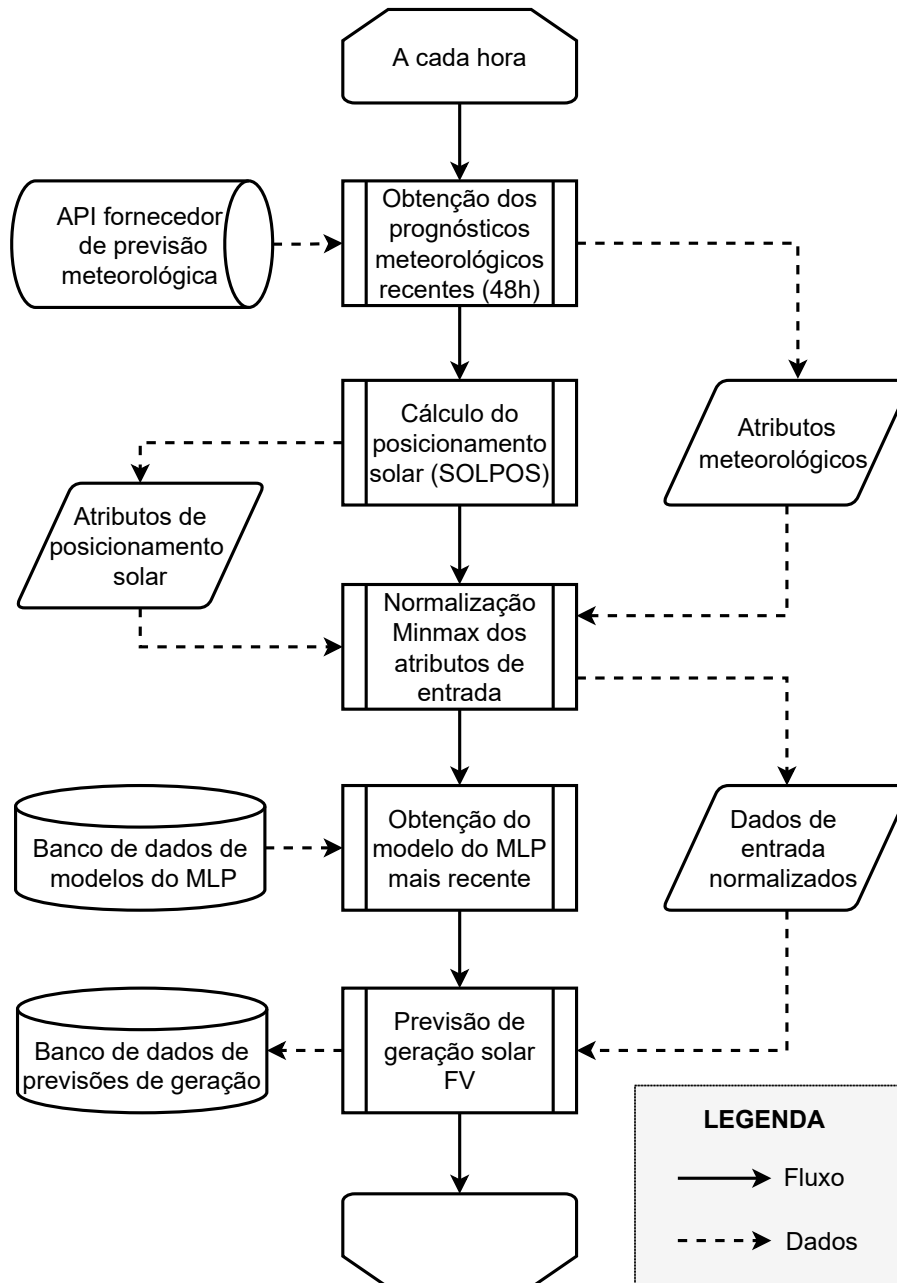 A cada hora
API fornecedor
de previsão
meteorológica
Obtenção dos
prognósticos
meteorológicos
recentes (48h)
Cálculo do
posicionamento
solar (SOLPOS)
Atributos
meteorológicos
Atributos de
posicionamento
solar
Normalização
Minmax dos
atributos de
entrada
Banco de dados de
modelos do MLP
Obtenção do
modelo do MLP
mais recente
Dados de
entrada
normalizados
Banco de dados de
previsões de geração
Previsão de
geração solar
FV
LEGENDA
Fluxo
Dados